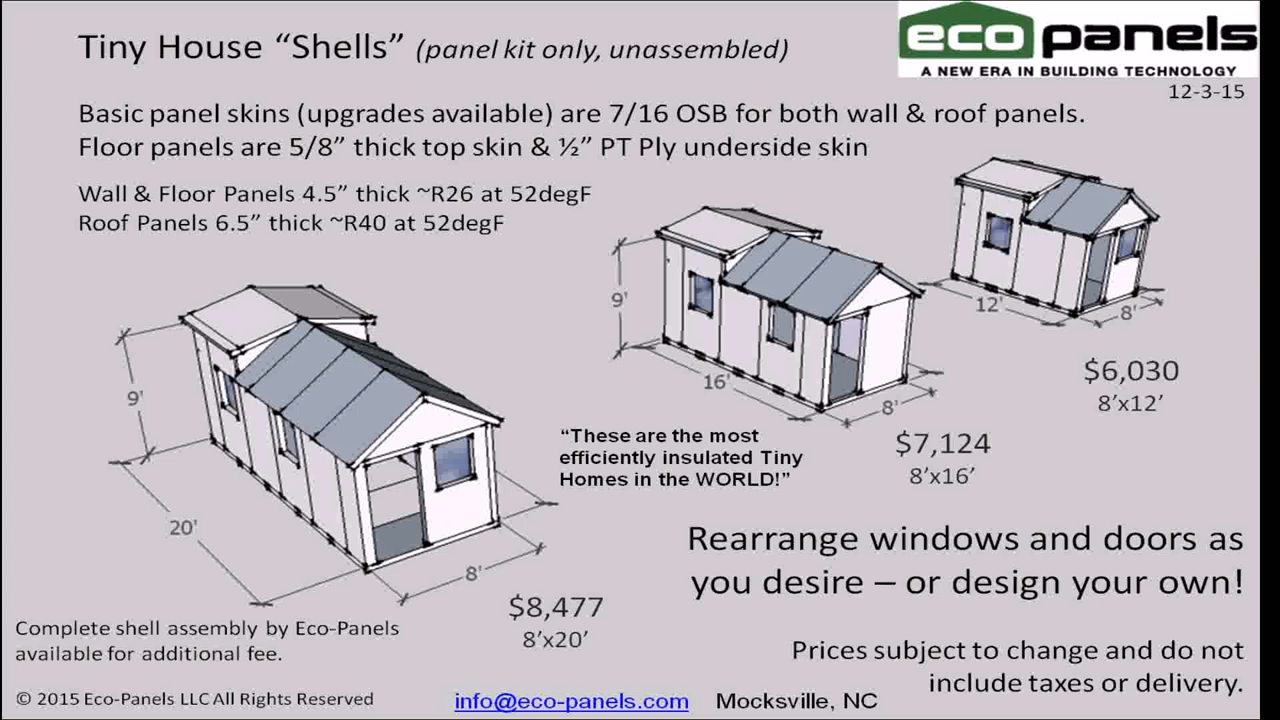 Tiny House “Shells” (panel kit only, unassembled)
eco panels
A NEW ERA IN BUILDING TECHNOLOGY
12-3-15
Basic panel skins (upgrades available) are 7/16 OSB for both wall & roof panels.
Floor panels are 5/8” thick top skin & ½” PT Ply underside skin
Wall & Floor Panels 4.5” thick ~R26 at 52degF
Roof Panels 6.5” thick ~R40 at 52degF
12'
8'
$6,030
8’x12’
9'
16'
8'
$7,124
8’x16’
“These are the most
efficiently insulated Tiny
Homes in the WORLD!”
9'
20'
8'
$8,477
8’x20’
Rearrange windows and doors as
you desire – or design your own!
Complete shell assembly by Eco-Panels
available for additional fee.
Prices subject to change and do not
include taxes or delivery.
© 2015 Eco-Panels LLC All Rights Reserved
info@eco-panels.com
Mocksville, NC